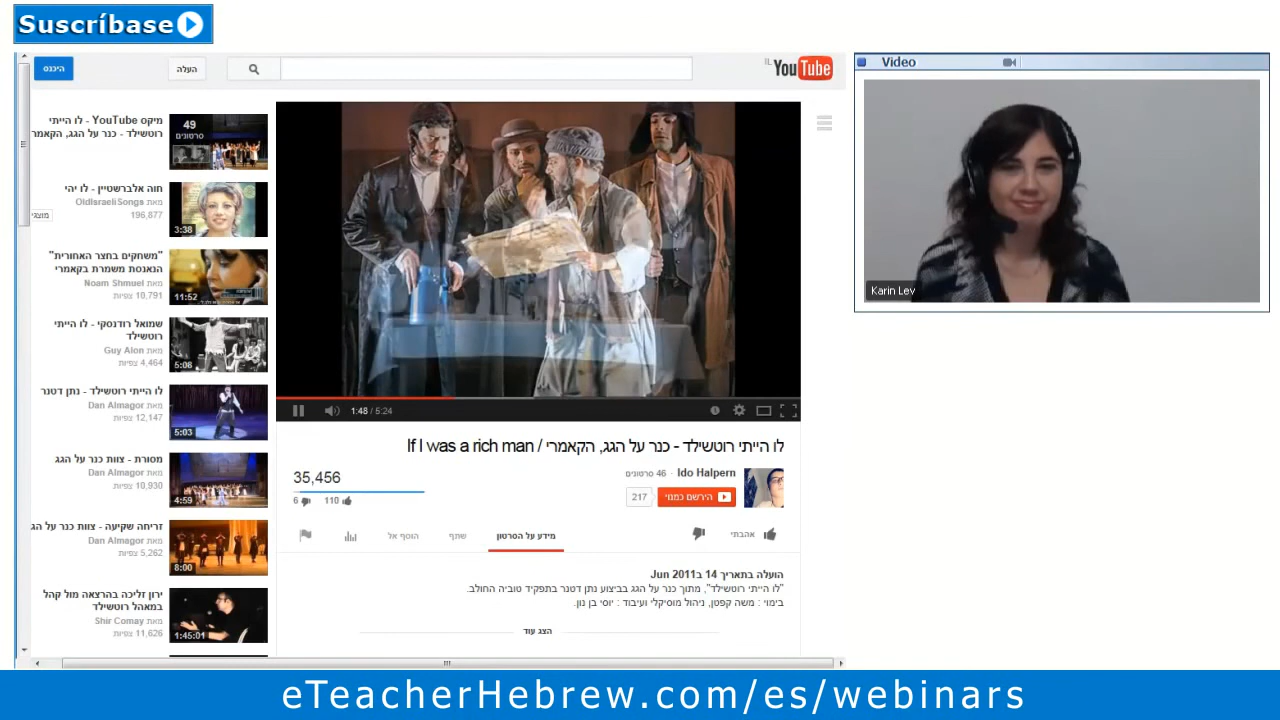 Suscríbase
היכנס
העלה
IL
YouTube
מיקס YouTube - לו הייתי
רוטשילד - כנר על הגג, הקאמרי
49
סרטונים
חוה אלברשטיין - לו יהי
מאת OldIsraeliSongs
196,877
3:38
"משחקים בחצר האחורית"
הנאנסת משמרת בקאמרי
מאת Noam Shmuel
10,791 צפיות
11:52
שמואל רודנסקי - לו הייתי
רוטשילד
מאת Guy Alon
4,464 צפיות
5:08
לו הייתי רוטשילד - נתן דטנר
מאת Dan Almagor
12,147 צפיות
5:03
מסורת - צוות כנר על הגג
מאת Dan Almagor
10,930 צפיות
4:59
זריחה שקיעה - צוות כנר על הג
מאת Dan Almagor
5,262 צפיות
8:00
ירון זליכה בהרצאה מול קהל
במאהל רוטשילד
מאת Shir Comay
11,626 צפיות
1:45:01
1:48 / 5:24
לו הייתי רוטשילד - כנר על הגג, הקאמרי / If I was a rich man
Ido Halpern · 46 סרטונים
הירשם כמנוי
217
35,456
110
6
אהבתי
מידע על הסרטון
שתף
הוסף אל
הועלה בתאריך 14 בJun 2011
"לו הייתי רוטשילד", מתוך כנר על הגג בביצוע נתן דטנר בתפקיד טוביה החולב.
בימוי : משה קפטן, ניהול מוסיקלי ועיבוד : יוסי בן נון.
הצג עוד
Video
Karin Lev
eTeacherHebrew.com/es/webinars